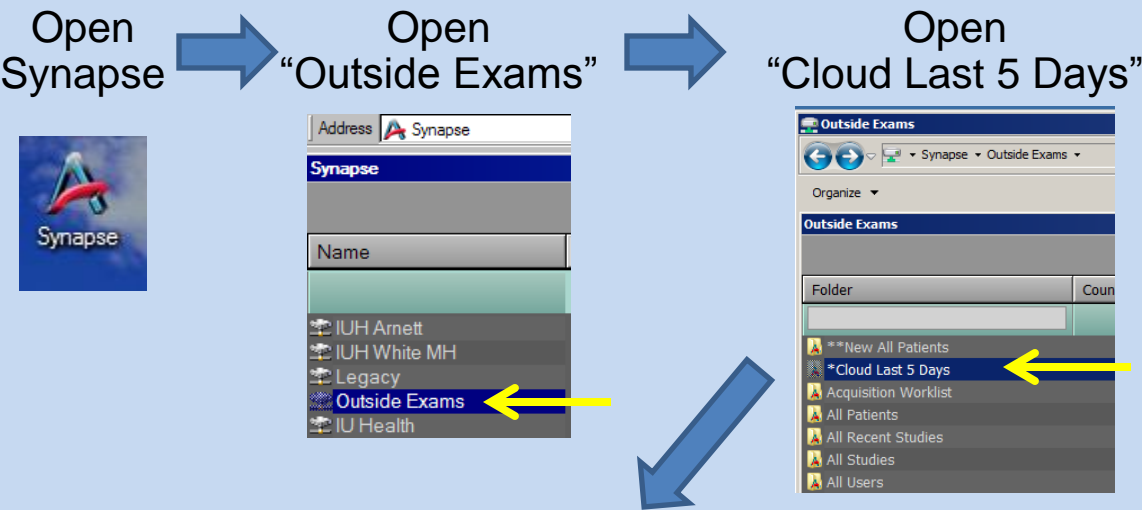 Open
Synapse
Open
“Outside Exams”
Open
“Cloud Last 5 Days”
Synapse
Address Synapse
Synapse
Name
IUH Arnett
IUH White MH
Legacy
Outside Exams
IU Health
Outside Exams
Synapse Outside Exams
Organize
Outside Exams
Folder Coun
**New All Patients
*Cloud Last 5 Days
Acquisition Worklist
All Patients
All Recent Studies
All Studies
All Users